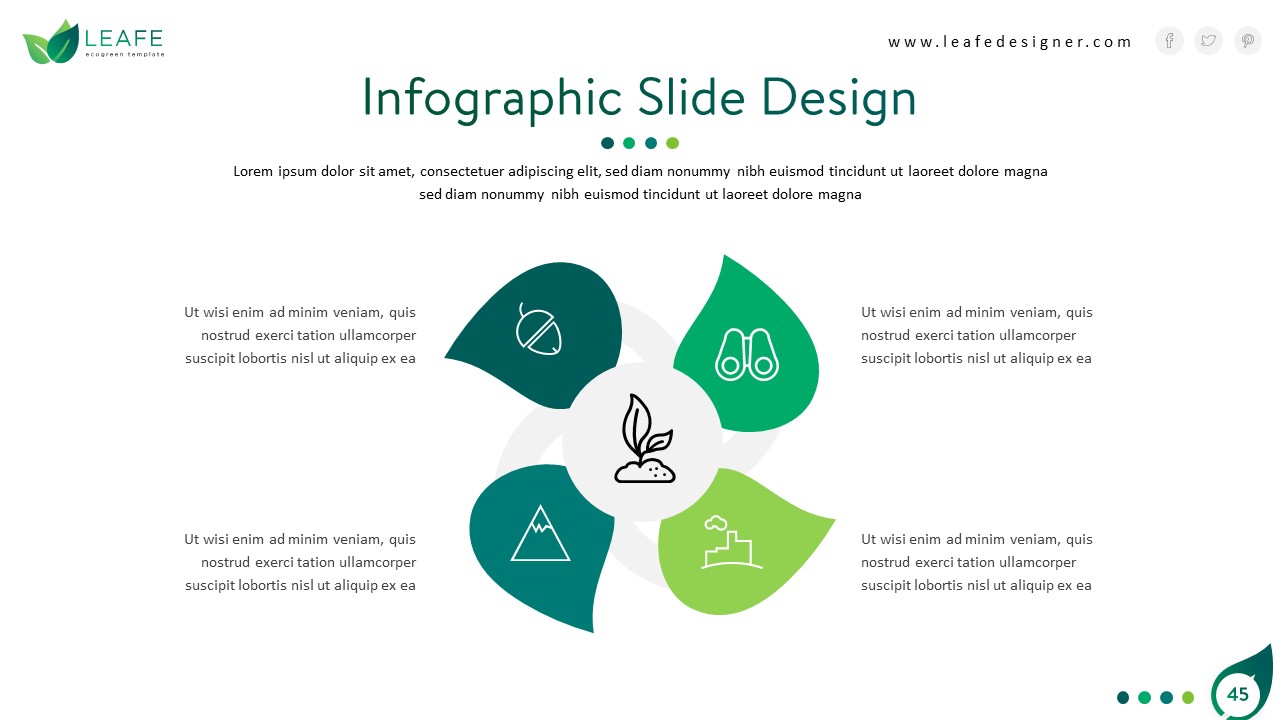 LEAFE
ecogreen template
www.leafedesigner.com
Infographic Slide Design
Lorem ipsum dolor sit amet, consectetuer adipiscing elit, sed diam nonummy nibh euismod tincidunt ut laoreet dolore magna
sed diam nonummy nibh euismod tincidunt ut laoreet dolore magna
Ut wisi enim ad minim veniam, quis
nostrud exerci tation ullamcorper
suscipit lobortis nisl ut aliquip ex ea
Ut wisi enim ad minim veniam, quis
nostrud exerci tation ullamcorper
suscipit lobortis nisl ut aliquip ex ea
Ut wisi enim ad minim veniam, quis
nostrud exerci tation ullamcorper
suscipit lobortis nisl ut aliquip ex ea
Ut wisi enim ad minim veniam, quis
nostrud exerci tation ullamcorper
suscipit lobortis nisl ut aliquip ex ea
45